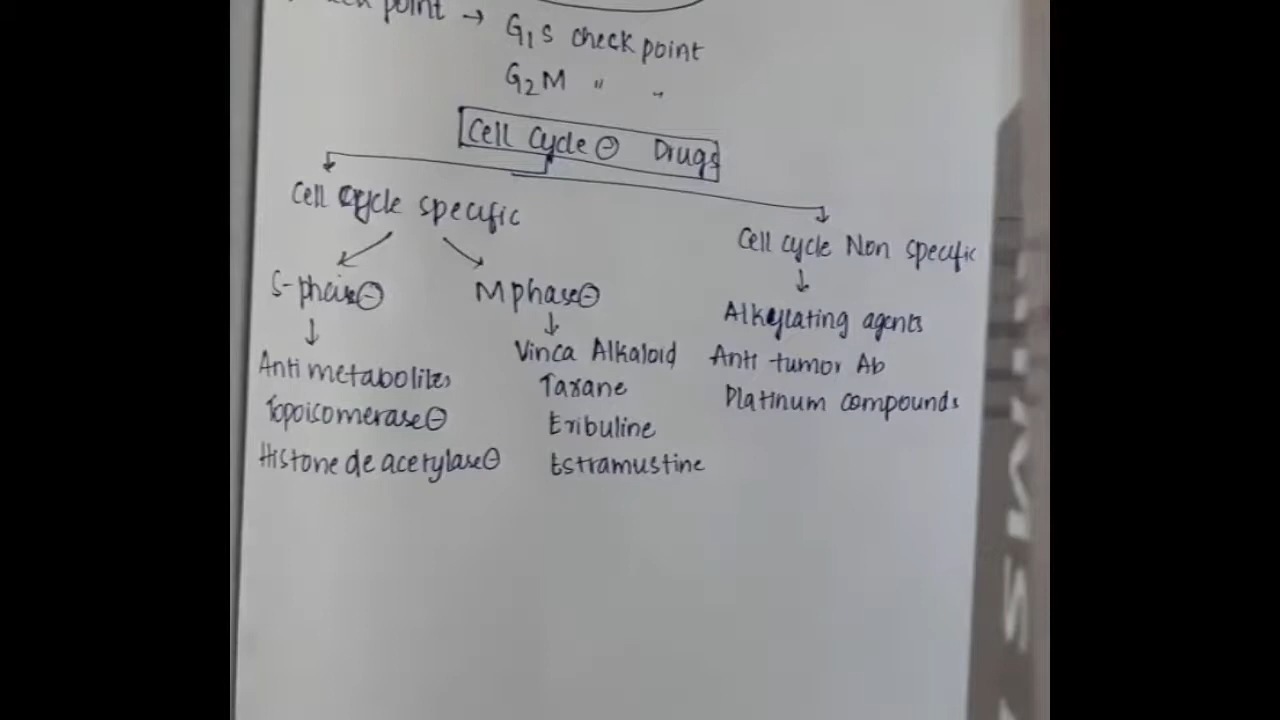 point → G₁S check point
G₂M " "
Cell Cycle ⊖ Drugs
Cell cycle specific
Cell cycle Non specific
S-phase⊖
M phase⊖
↓
Alkylating agents
↓
Vinca Alkaloid
Anti tumor Ab
Anti metabolites
Taxane
Platinum compounds
Topoisomerase⊖
Eribuline
Histone de acetylase⊖
Estramustine